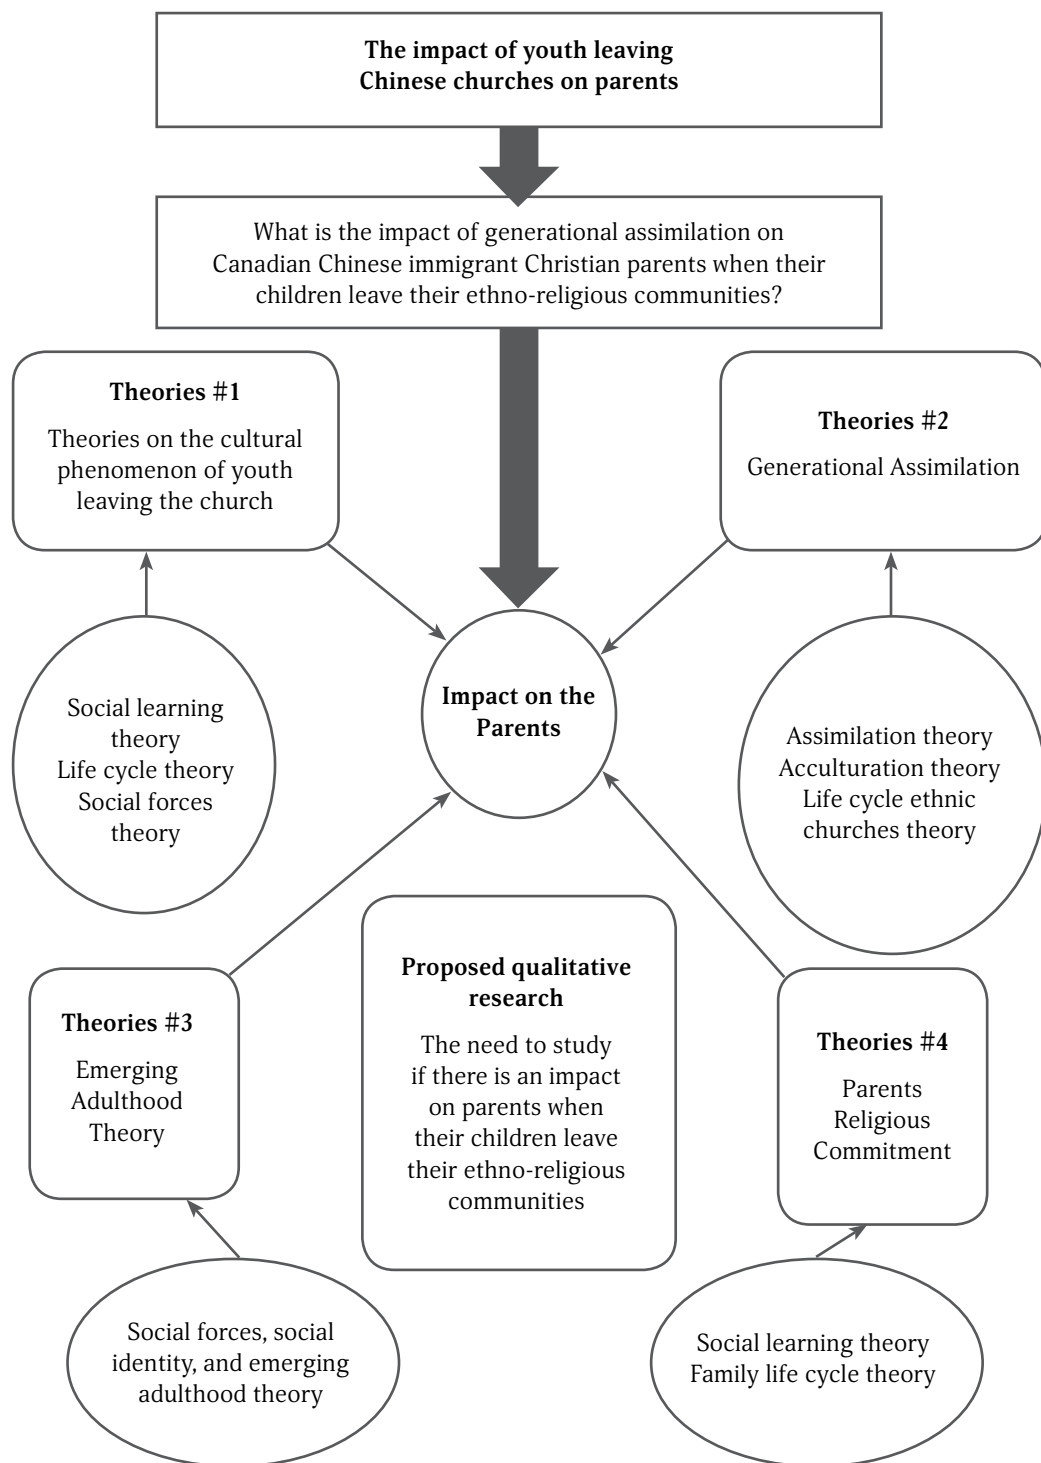 The impact of youth leaving
Chinese churches on parents
What is the impact of generational assimilation on
Canadian Chinese immigrant Christian parents when their
children leave their ethno-religious communities?
Theories #1
Theories on the cultural
phenomenon of youth
leaving the church
Theories #2
Generational Assimilation
Social learning
theory
Life cycle theory
Social forces
theory
Impact on the
Parents
Assimilation theory
Acculturation theory
Life cycle ethnic
churches theory
Theories #3
Emerging
Adulthood
Theory
Proposed qualitative
research
The need to study
if there is an impact
on parents when
their children leave
their ethno-religious
communities
Theories #4
Parents
Religious
Commitment
Social forces, social
identity, and emerging
adulthood theory
Social learning theory
Family life cycle theory